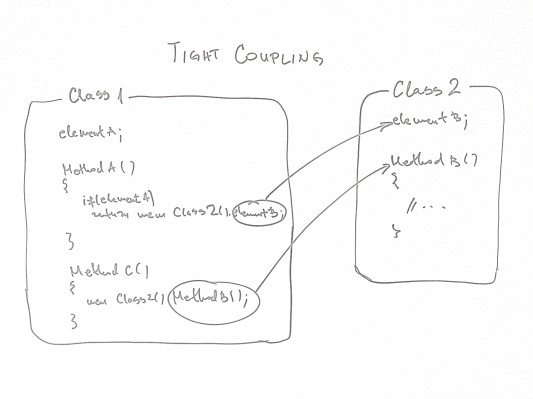 TIGHT COUPLING
Class 1
elementA;
MethodA()
{
if(elementA)
return new Class2().elementB;
}
MethodC()
{
new Class2().MethodB();
}
Class 2
elementB;
MethodB()
{
//...
}